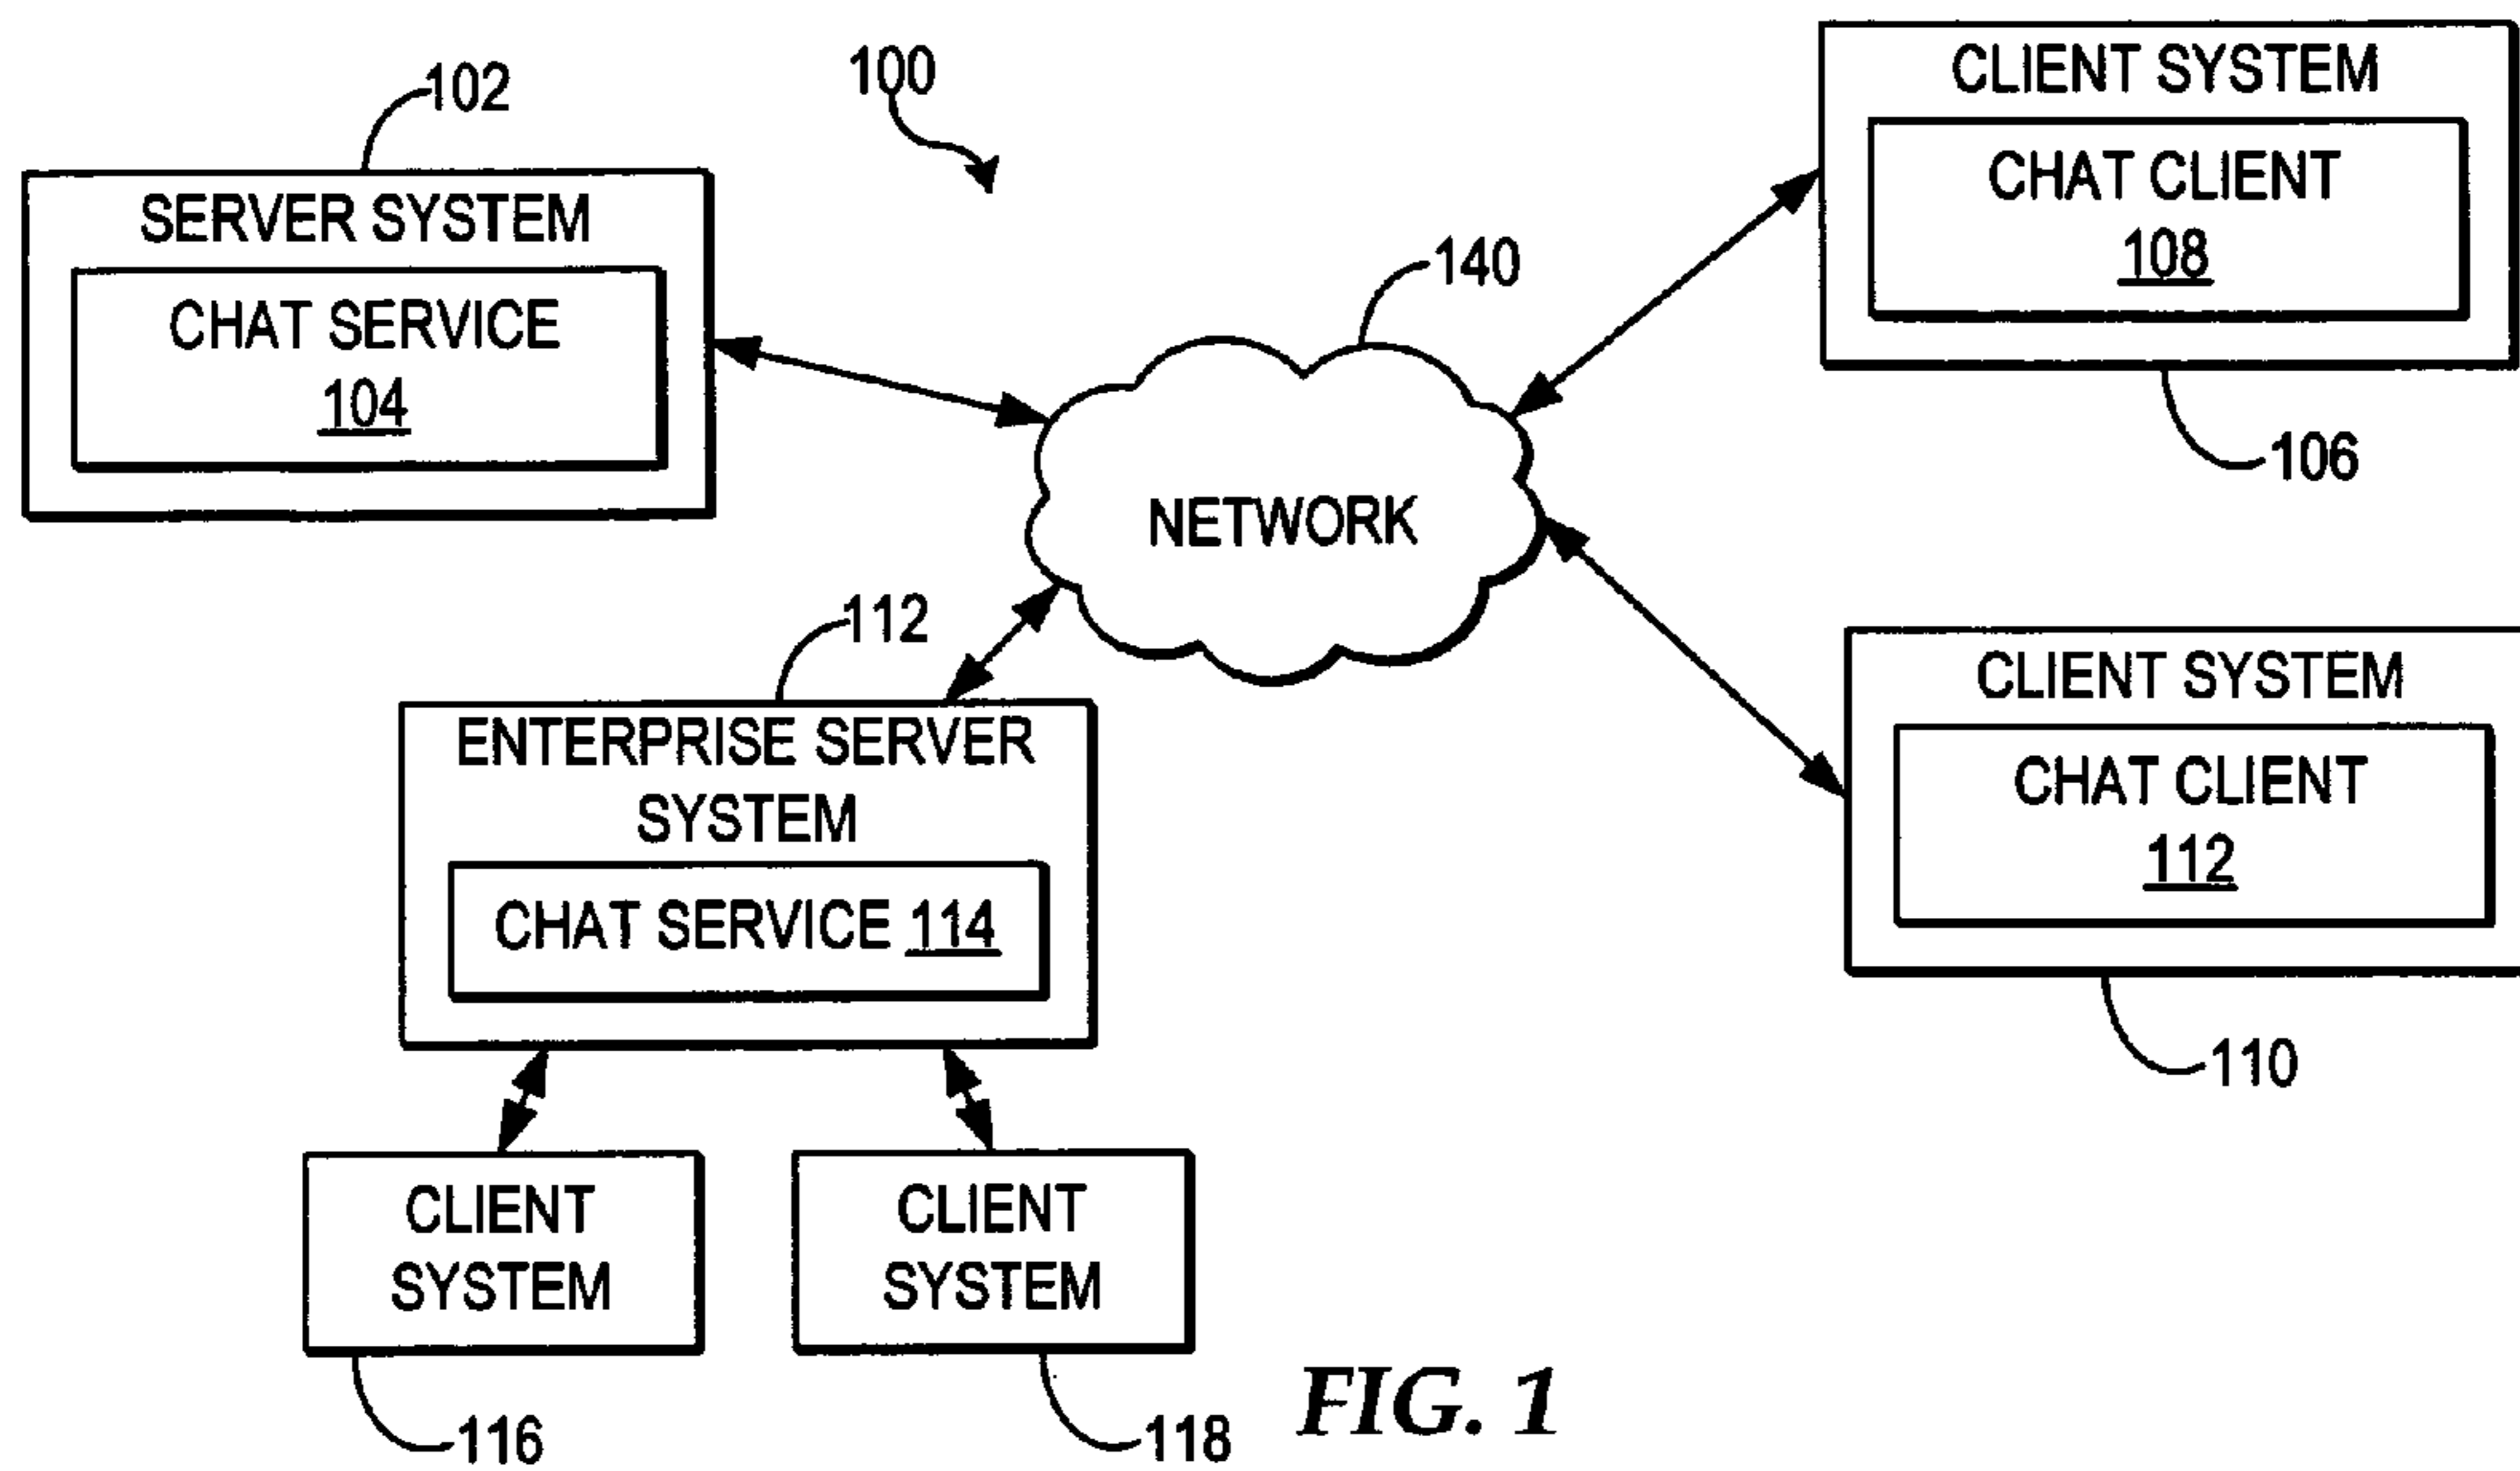 100
102
SERVER SYSTEM
CHAT SERVICE
104
CLIENT SYSTEM
CHAT CLIENT
108
106
140
NETWORK
112
ENTERPRISE SERVER
SYSTEM
CHAT SERVICE 114
CLIENT SYSTEM
CHAT CLIENT
112
110
CLIENT
SYSTEM
116
CLIENT
SYSTEM
118
FIG. 1